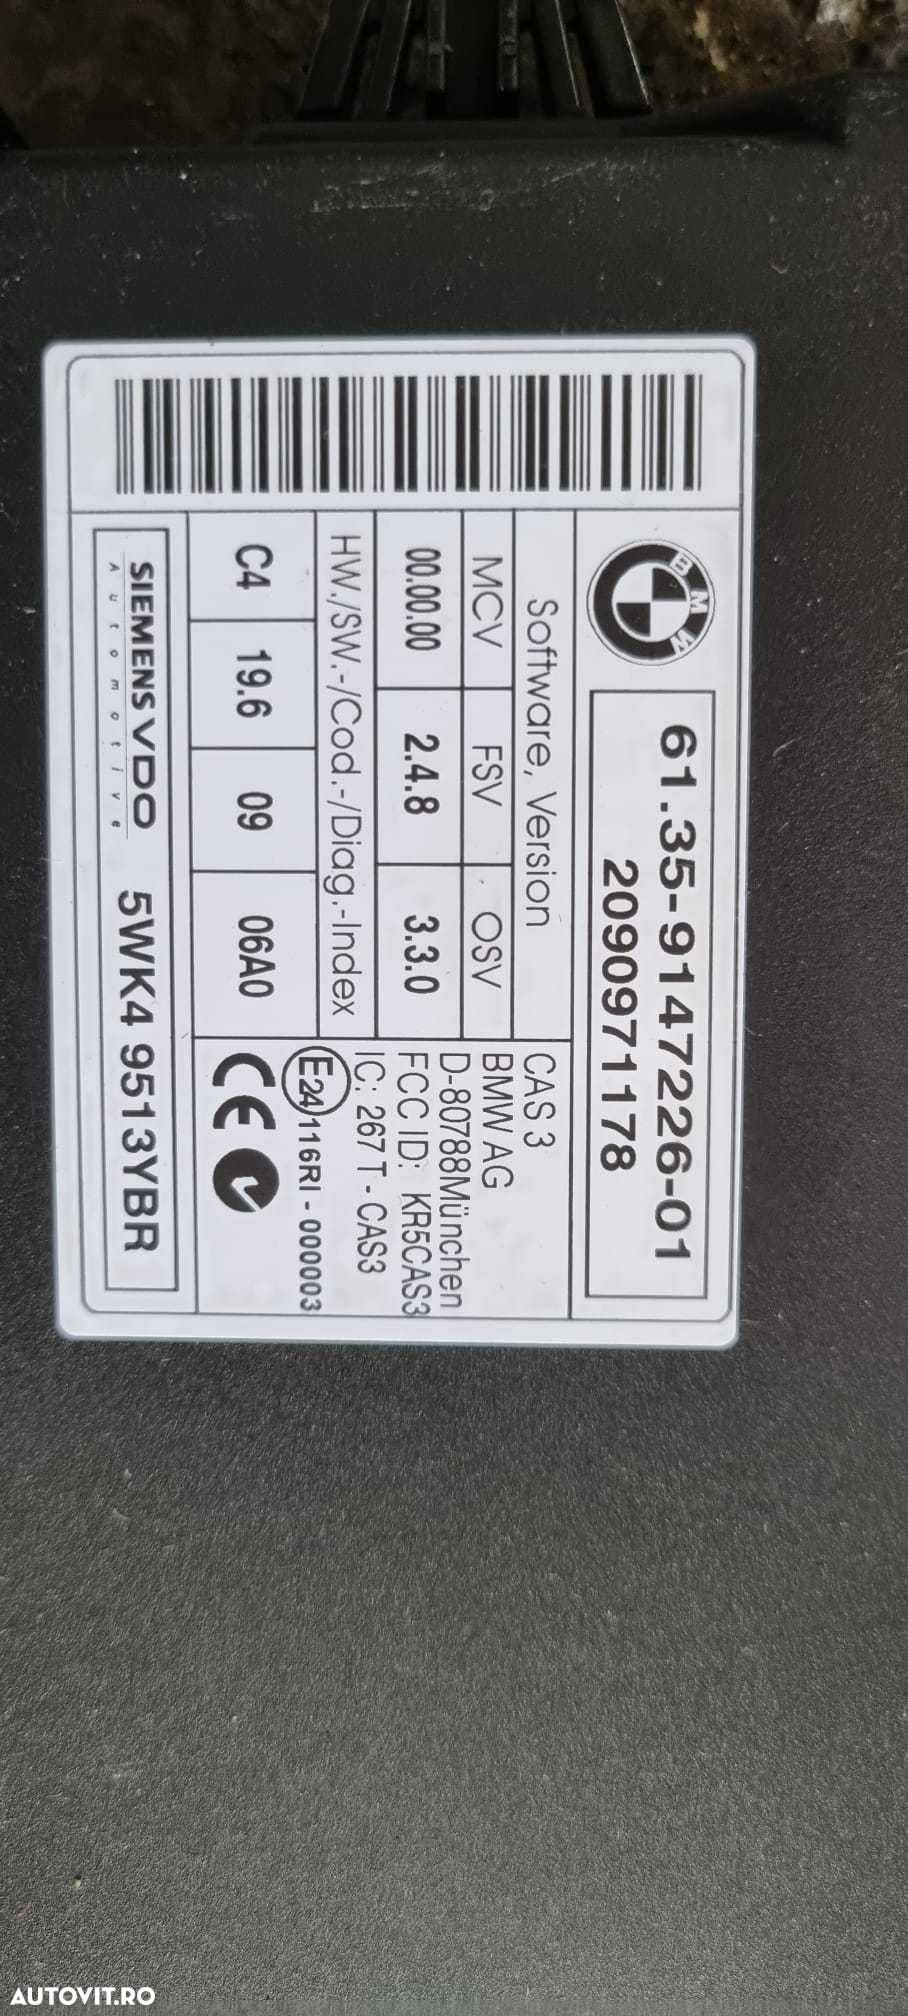 BMW
61.35-9147226-01
2090971178
Software, Version
MCV FSV OSV
00.00.00 2.4.8 3.3.0
HW./SW.-/Cod.-/Diag.-Index
C4 19.6 09 06A0
CAS 3
BMW AG
D-80788München
FCC ID: KR5CAS3
IC: 267 T - CAS3
E24 116RI - 000003
CE
SIEMENS VDO
Automotive
5WK4 9513YBR
AUTOVIT.RO